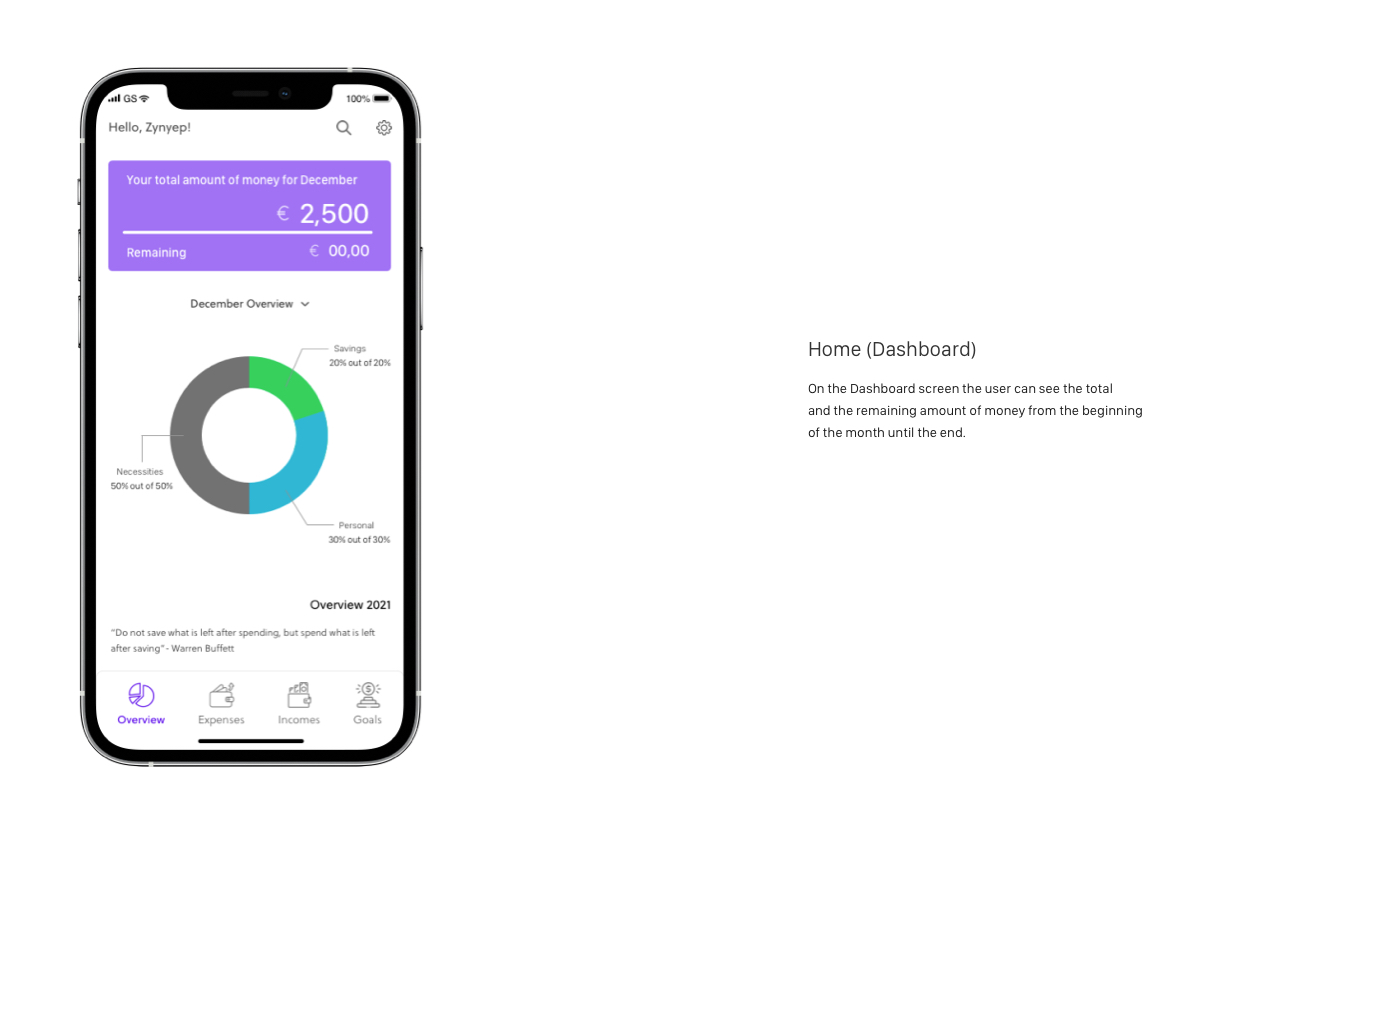 GS
100%
Hello, Zynyep!
Your total amount of money for December
€ 2,500
Remaining
€ 00,00
December Overview
Savings
20% out of 20%
Necessities
50% out of 50%
Personal
30% out of 30%
Overview 2021
"Do not save what is left after spending, but spend what is left
after saving" - Warren Buffett
Overview
Expenses
Incomes
Goals
Home (Dashboard)
On the Dashboard screen the user can see the total
and the remaining amount of money from the beginning
of the month until the end.